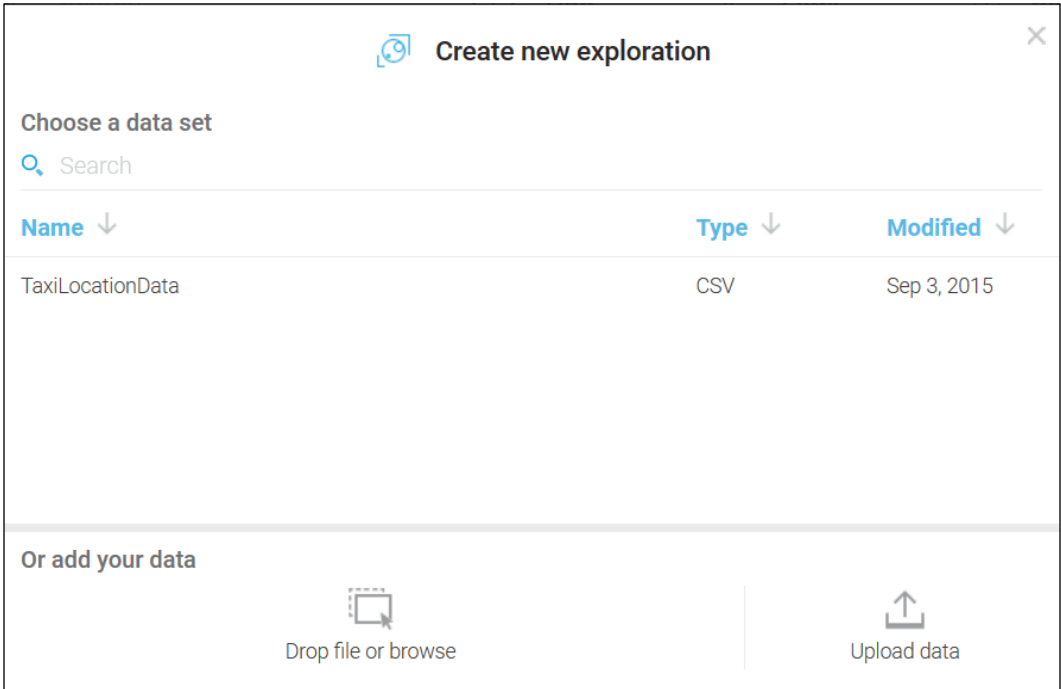 Create new exploration
Choose a data set
Search
Name Type Modified
TaxiLocationData CSV Sep 3, 2015
Or add your data
Drop file or browse Upload data